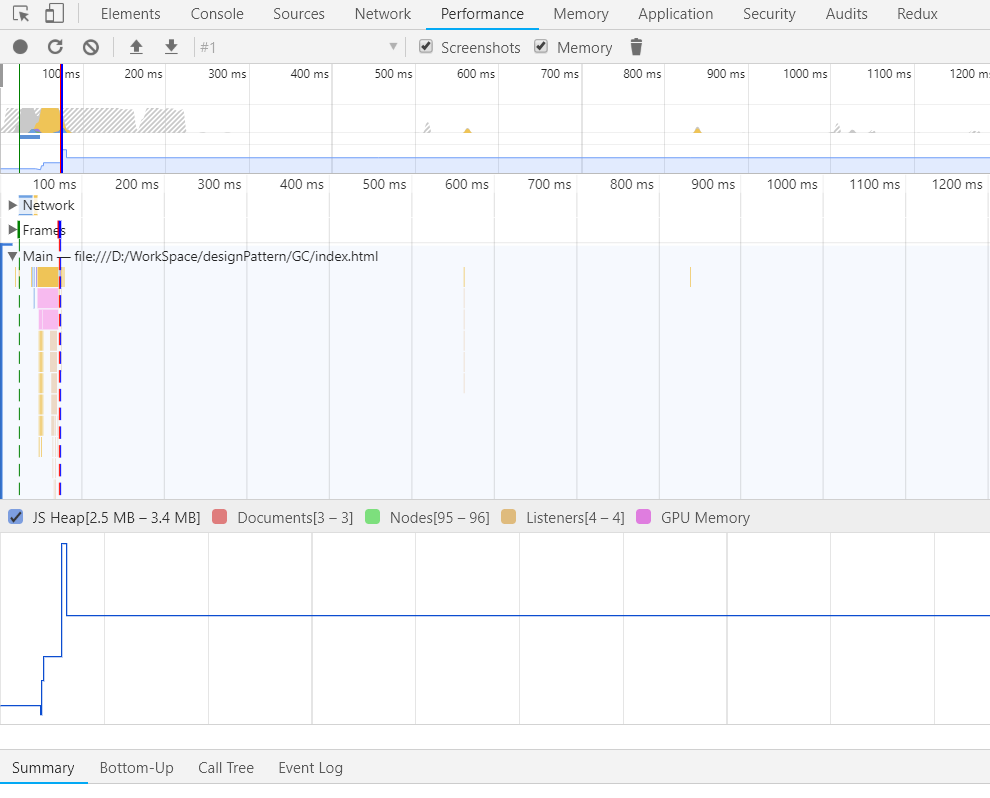 Elements Console Sources Network Performance Memory Application Security Audits Redux
#1 Screenshots Memory
100 ms 200 ms 300 ms 400 ms 500 ms 600 ms 700 ms 800 ms 900 ms 1000 ms 1100 ms 1200 m
100 ms 200 ms 300 ms 400 ms 500 ms 600 ms 700 ms 800 ms 900 ms 1000 ms 1100 ms 1200 ms
Network
Frames
Main — file:///D:/WorkSpace/designPattern/GC/index.html
JS Heap[2.5 MB – 3.4 MB] Documents[3 – 3] Nodes[95 – 96] Listeners[4 – 4] GPU Memory
Summary Bottom-Up Call Tree Event Log